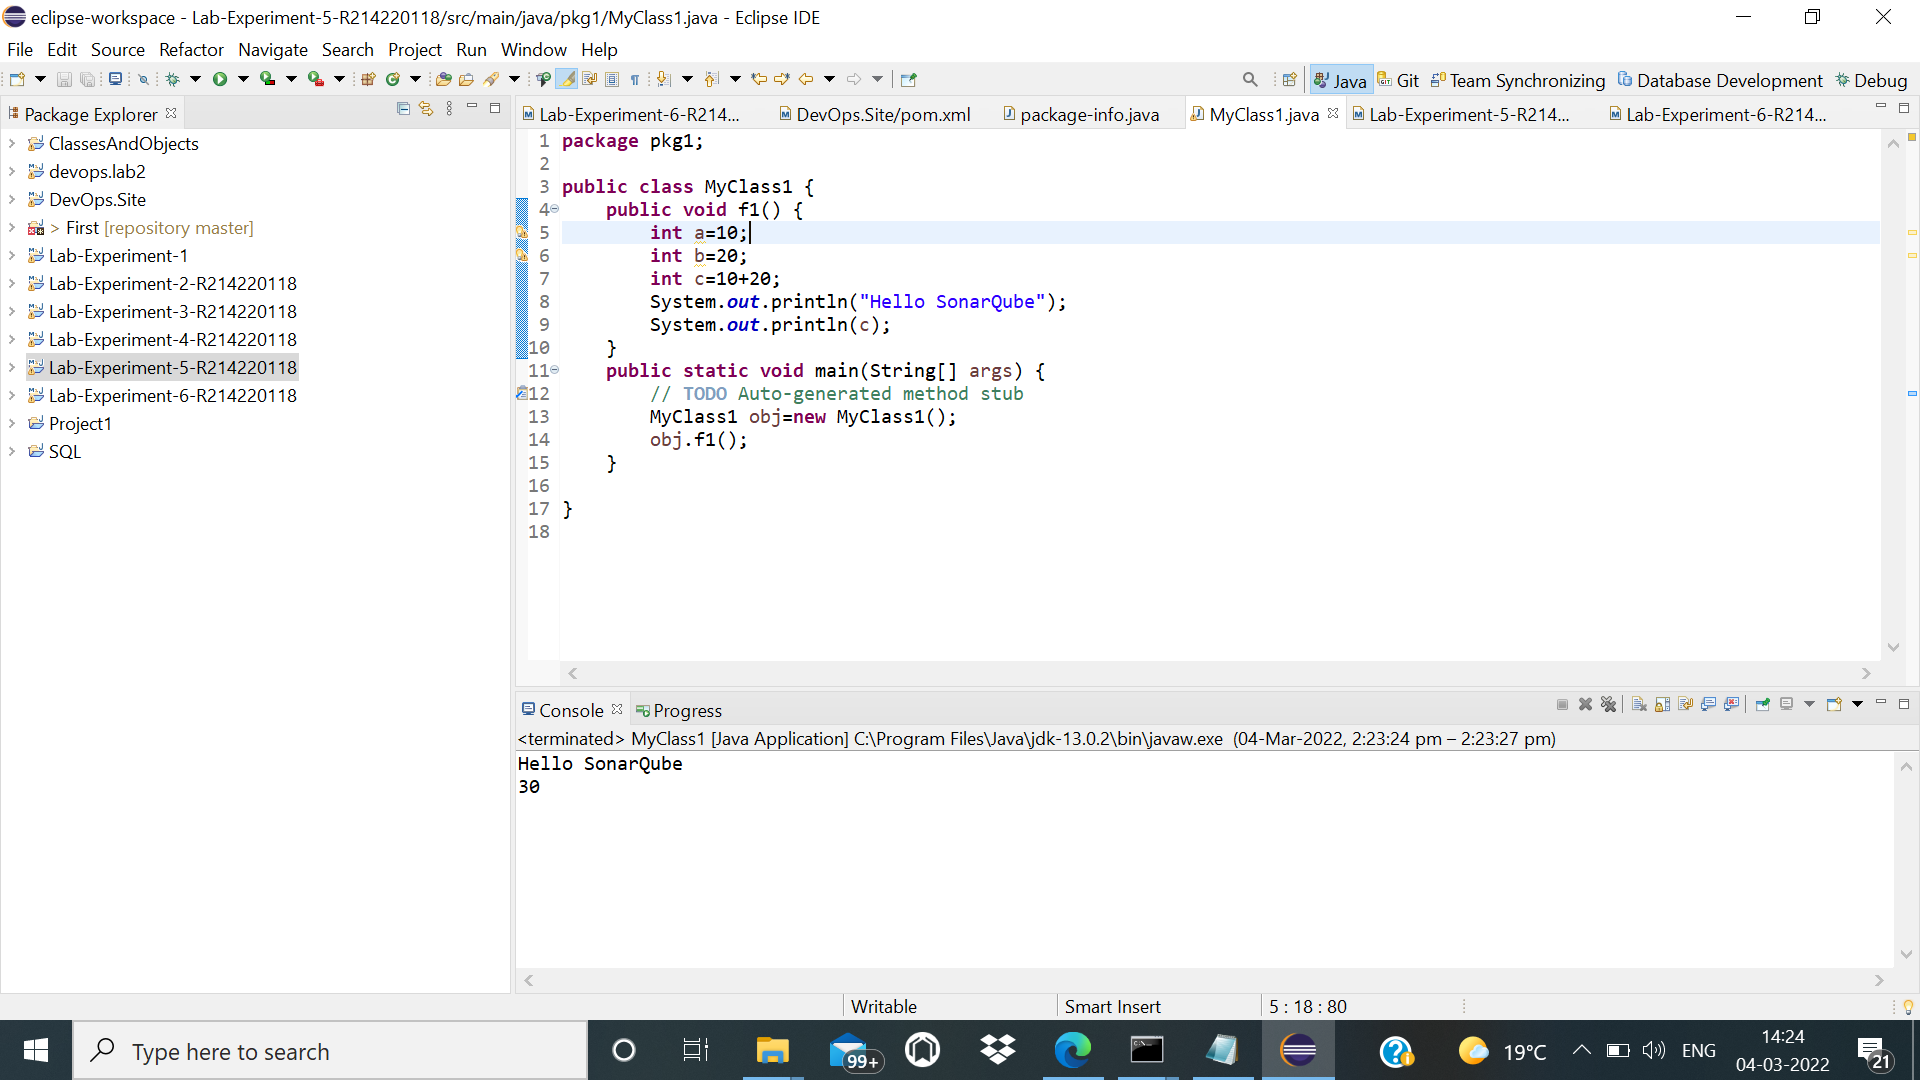 eclipse-workspace - Lab-Experiment-5-R214220118/src/main/java/pkg1/MyClass1.java - Eclipse IDE
File Edit Source Refactor Navigate Search Project Run Window Help
Java Git Team Synchronizing Database Development Debug
Package Explorer
ClassesAndObjects
devops.lab2
DevOps.Site
> First [repository master]
Lab-Experiment-1
Lab-Experiment-2-R214220118
Lab-Experiment-3-R214220118
Lab-Experiment-4-R214220118
Lab-Experiment-5-R214220118
Lab-Experiment-6-R214220118
Project1
SQL
Lab-Experiment-6-R214... DevOps.Site/pom.xml package-info.java MyClass1.java Lab-Experiment-5-R214... Lab-Experiment-6-R214...
1 package pkg1;
2
3 public class MyClass1 {
4 public void f1() {
5 int a=10;
6 int b=20;
7 int c=10+20;
8 System.out.println("Hello SonarQube");
9 System.out.println(c);
10 }
11 public static void main(String[] args) {
12 // TODO Auto-generated method stub
13 MyClass1 obj=new MyClass1();
14 obj.f1();
15 }
16
17 }
18
Console Progress
<terminated> MyClass1 [Java Application] C:\Program Files\Java\jdk-13.0.2\bin\javaw.exe (04-Mar-2022, 2:23:24 pm – 2:23:27 pm)
Hello SonarQube
30
Writable Smart Insert 5 : 18 : 80
Type here to search 99+ 19°C ENG 14:24
04-03-2022 21